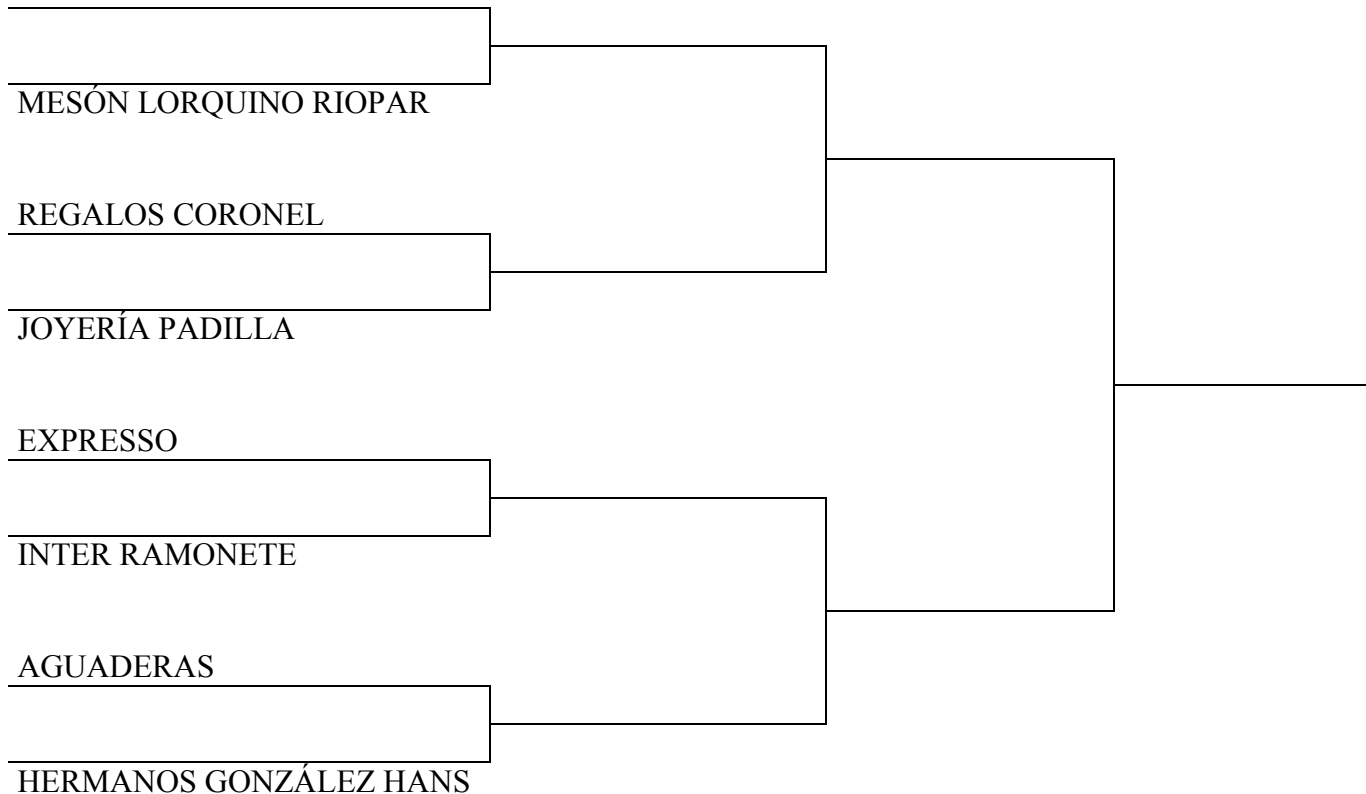 MESÓN LORQUINO RIOPAR
REGALOS CORONEL
JOYERÍA PADILLA
EXPRESSO
INTER RAMONETE
AGUADERAS
HERMANOS GONZÁLEZ HANS